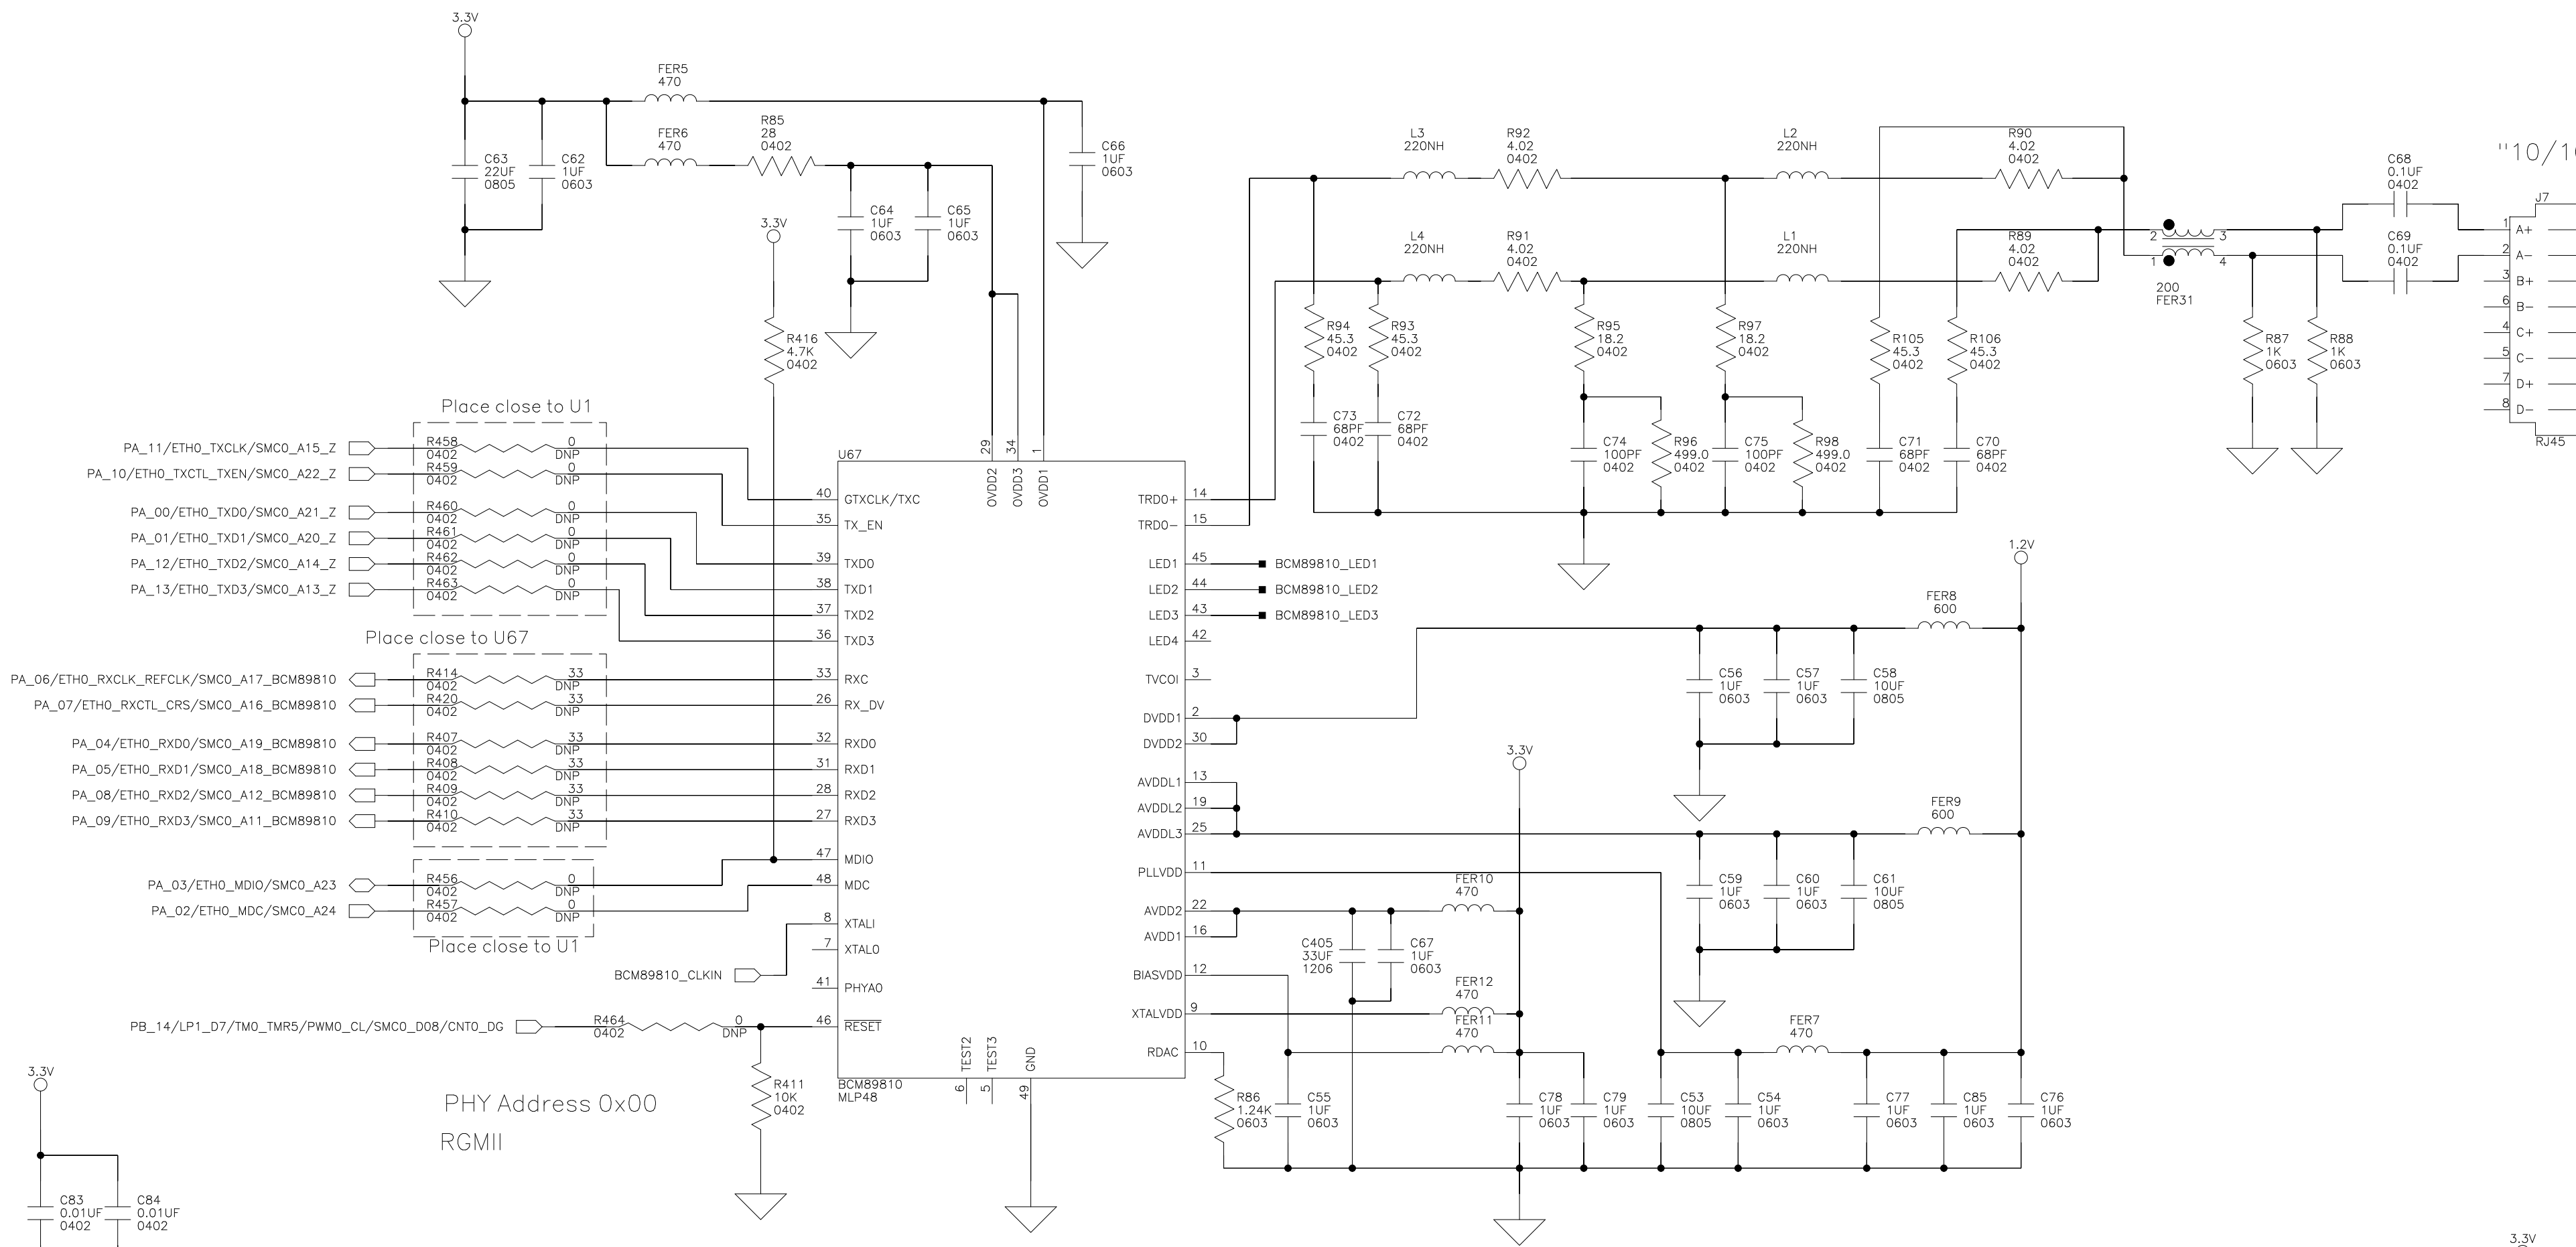 3.3V
FER5
470
FER6
470
R85
28
0402
C63
22UF
0805
C62
1UF
0603
C64
1UF
0603
C65
1UF
0603
C66
1UF
0603
3.3V
R416
4.7K
0402
L3
220NH
R92
4.02
0402
L2
220NH
R90
4.02
0402
L4
220NH
R91
4.02
0402
L1
220NH
R89
4.02
0402
R94
45.3
0402
R93
45.3
0402
R95
18.2
0402
R97
18.2
0402
R105
45.3
0402
R106
45.3
0402
C73
68PF
0402
C72
68PF
0402
C74
100PF
0402
R96
499.0
0402
C75
100PF
0402
R98
499.0
0402
C71
68PF
0402
C70
68PF
0402
2
3
1
4
200
FER31
R87
1K
0603
R88
1K
0603
C68
0.1UF
0402
C69
0.1UF
0402
"10/10
J7
1 A+
2 A-
3 B+
6 B-
4 C+
5 C-
7 D+
8 D-
RJ45
Place close to U1
PA_11/ETH0_TXCLK/SMC0_A15_Z
R458 0
0402 DNP
PA_10/ETH0_TXCTL_TXEN/SMC0_A22_Z
R459 0
0402 DNP
PA_00/ETH0_TXD0/SMC0_A21_Z
R460 0
0402 DNP
PA_01/ETH0_TXD1/SMC0_A20_Z
R461 0
0402 DNP
PA_12/ETH0_TXD2/SMC0_A14_Z
R462 0
0402 DNP
PA_13/ETH0_TXD3/SMC0_A13_Z
R463 0
0402 DNP
Place close to U67
PA_06/ETH0_RXCLK_REFCLK/SMC0_A17_BCM89810
R414 33
0402 DNP
PA_07/ETH0_RXCTL_CRS/SMC0_A16_BCM89810
R420 33
0402 DNP
PA_04/ETH0_RXD0/SMC0_A19_BCM89810
R407 33
0402 DNP
PA_05/ETH0_RXD1/SMC0_A18_BCM89810
R408 33
0402 DNP
PA_08/ETH0_RXD2/SMC0_A12_BCM89810
R409 33
0402 DNP
PA_09/ETH0_RXD3/SMC0_A11_BCM89810
R410 33
0402 DNP
PA_03/ETH0_MDIO/SMC0_A23
R456 0
0402 DNP
PA_02/ETH0_MDC/SMC0_A24
R457 0
0402 DNP
Place close to U1
BCM89810_CLKIN
PB_14/LP1_D7/TM0_TMR5/PWM0_CL/SMC0_D08/CNT0_DG
R464 0
0402 DNP
R411
10K
0402
U67
29 OVDD2
34 OVDD3
1 OVDD1
40 GTXCLK/TXC
35 TX_EN
39 TXD0
38 TXD1
37 TXD2
36 TXD3
33 RXC
26 RX_DV
32 RXD0
31 RXD1
28 RXD2
27 RXD3
47 MDIO
48 MDC
8 XTALI
7 XTALO
41 PHYA0
46 RESET
TRD0+ 14
TRD0- 15
LED1 45
LED2 44
LED3 43
LED4 42
TVCOI 3
DVDD1 2
DVDD2 30
AVDDL1 13
AVDDL2 19
AVDDL3 25
PLLVDD 11
AVDD2 22
AVDD1 16
BIASVDD 12
XTALVDD 9
RDAC 10
TEST2 6
TEST3 5
GND 49
BCM89810
MLP48
BCM89810_LED1
BCM89810_LED2
BCM89810_LED3
1.2V
FER8
600
C56
1UF
0603
C57
1UF
0603
C58
10UF
0805
FER9
600
C59
1UF
0603
C60
1UF
0603
C61
10UF
0805
3.3V
FER10
470
C405
33UF
1206
C67
1UF
0603
FER12
470
FER11
470
FER7
470
R86
1.24K
0603
C55
1UF
0603
C78
1UF
0603
C79
1UF
0603
C53
10UF
0805
C54
1UF
0603
C77
1UF
0603
C85
1UF
0603
C76
1UF
0603
PHY Address 0x00
RGMII
3.3V
C83
0.01UF
0402
C84
0.01UF
0402
3.3V